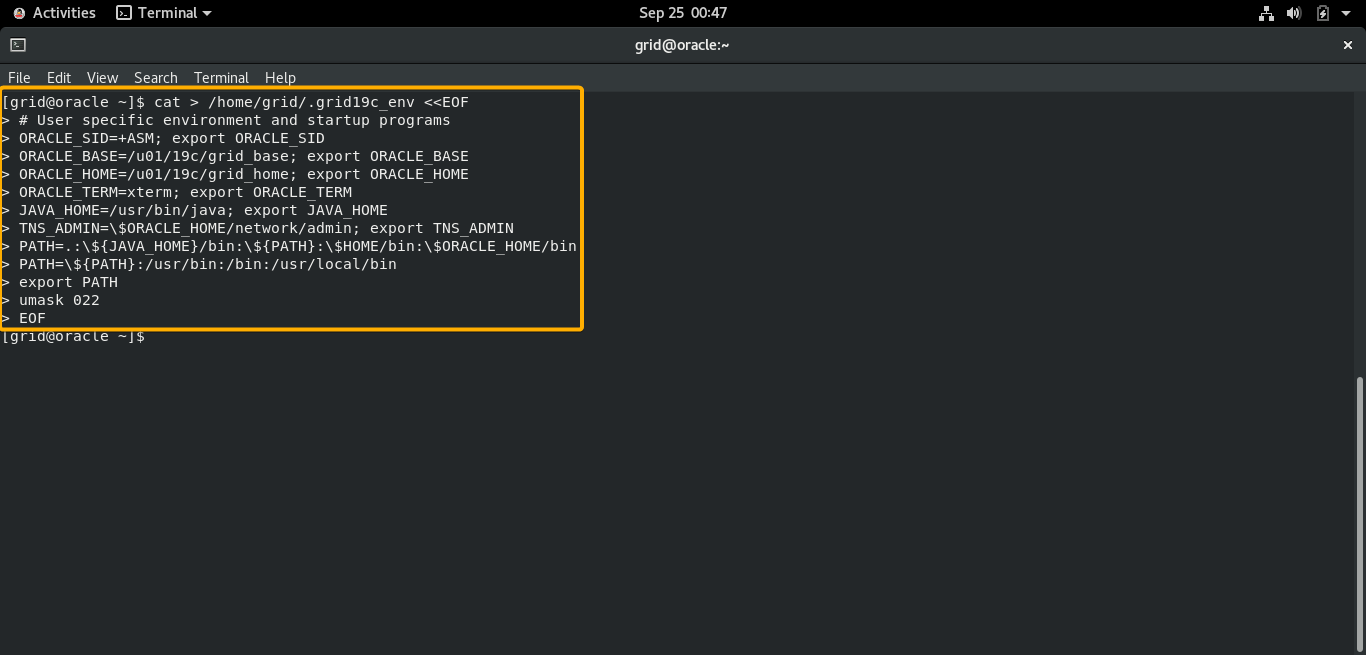 Activities Terminal Sep 25 00:47
grid@oracle:~
File Edit View Search Terminal Help
[grid@oracle ~]$ cat > /home/grid/.grid19c_env <<EOF
> # User specific environment and startup programs
> ORACLE_SID=+ASM; export ORACLE_SID
> ORACLE_BASE=/u01/19c/grid_base; export ORACLE_BASE
> ORACLE_HOME=/u01/19c/grid_home; export ORACLE_HOME
> ORACLE_TERM=xterm; export ORACLE_TERM
> JAVA_HOME=/usr/bin/java; export JAVA_HOME
> TNS_ADMIN=\$ORACLE_HOME/network/admin; export TNS_ADMIN
> PATH=.:\${JAVA_HOME}/bin:\${PATH}:\$HOME/bin:\$ORACLE_HOME/bin
> PATH=\${PATH}:/usr/bin:/bin:/usr/local/bin
> export PATH
> umask 022
> EOF
[grid@oracle ~]$